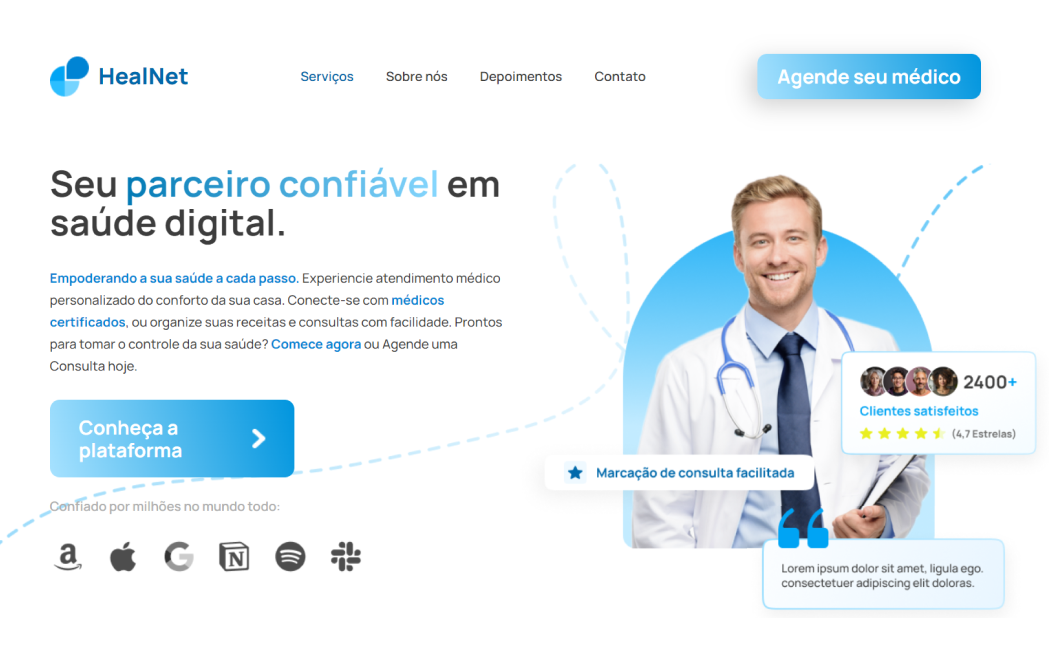 HealNet
Serviços
Sobre nós
Depoimentos
Contato
Agende seu médico
Seu parceiro confiável em
saúde digital.
Empoderando a sua saúde a cada passo. Experiencie atendimento médico
personalizado do conforto da sua casa. Conecte-se com médicos
certificados, ou organize suas receitas e consultas com facilidade. Prontos
para tomar o controle da sua saúde? Comece agora ou Agende uma
Consulta hoje.
Conheça a
plataforma
Confiado por milhões no mundo todo:
2400+
Clientes satisfeitos
(4,7 Estrelas)
Marcação de consulta facilitada
Lorem ipsum dolor sit amet, ligula ego.
consectetuer adipiscing elit doloras.